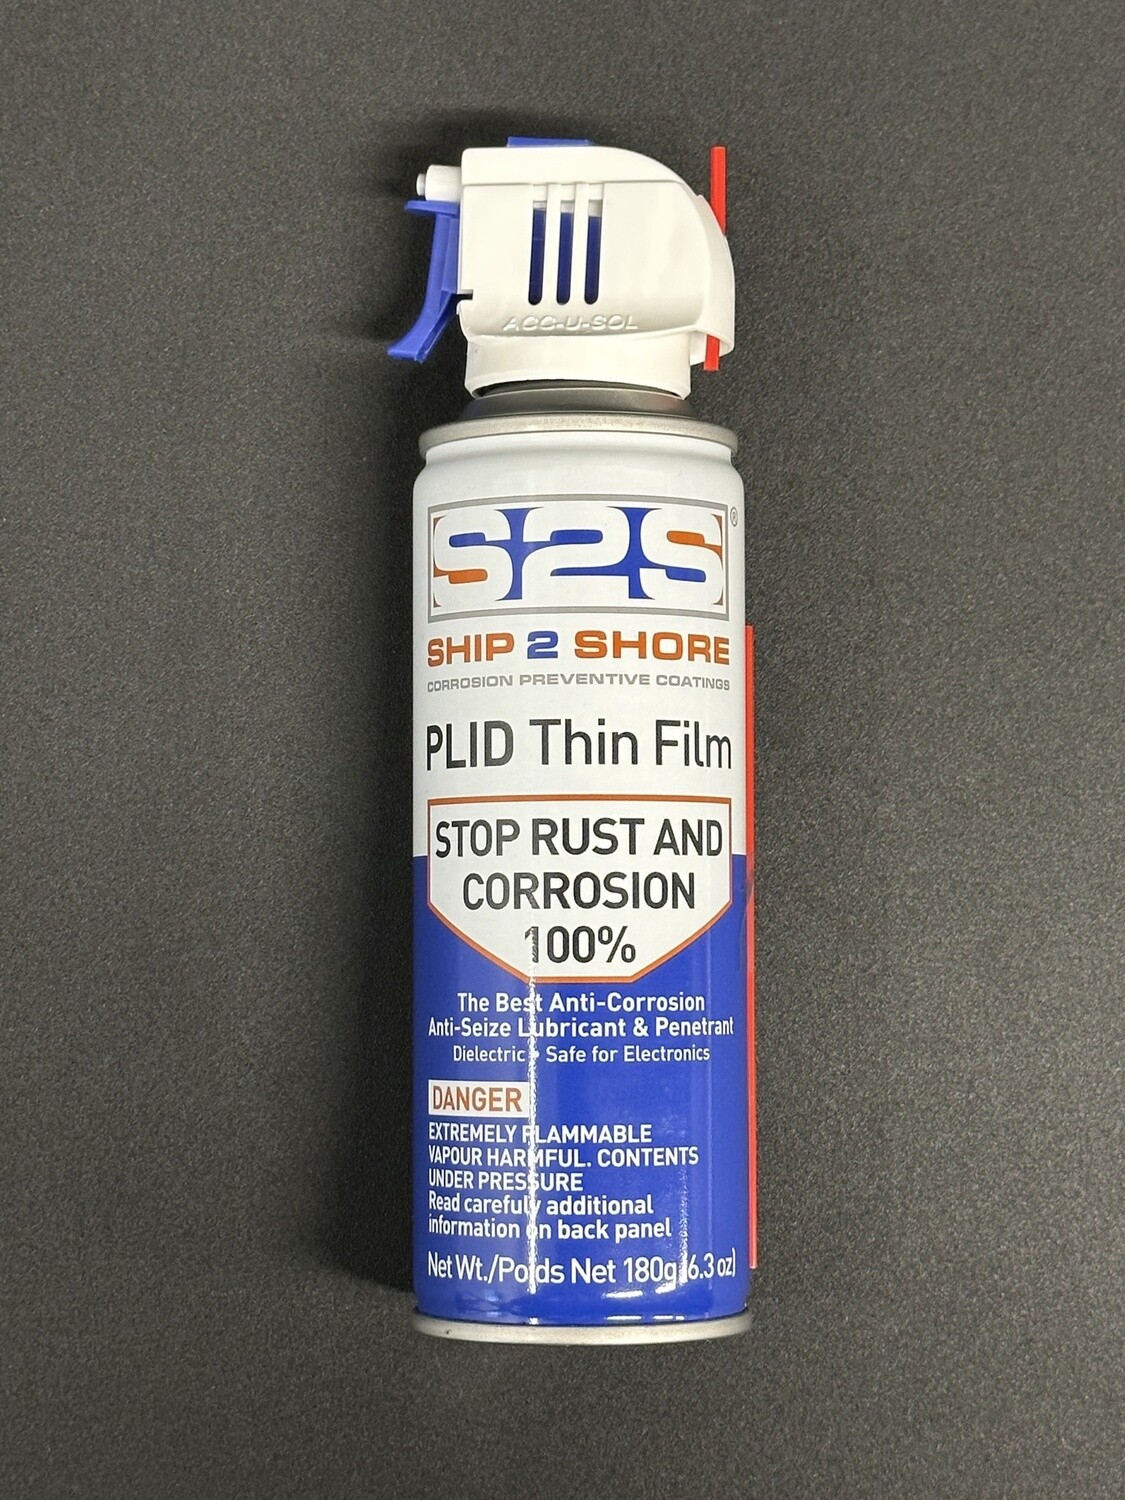 ACC-U-SOL
S2S®
SHIP 2 SHORE
CORROSION PREVENTIVE COATINGS
PLID Thin Film
STOP RUST AND
CORROSION
100%
The Best Anti-Corrosion
Anti-Seize Lubricant & Penetrant
Dielectric • Safe for Electronics
DANGER
EXTREMELY FLAMMABLE
VAPOUR HARMFUL. CONTENTS
UNDER PRESSURE
Read carefuly additional
information on back panel
Net Wt./Poids Net 180g (6.3 oz)